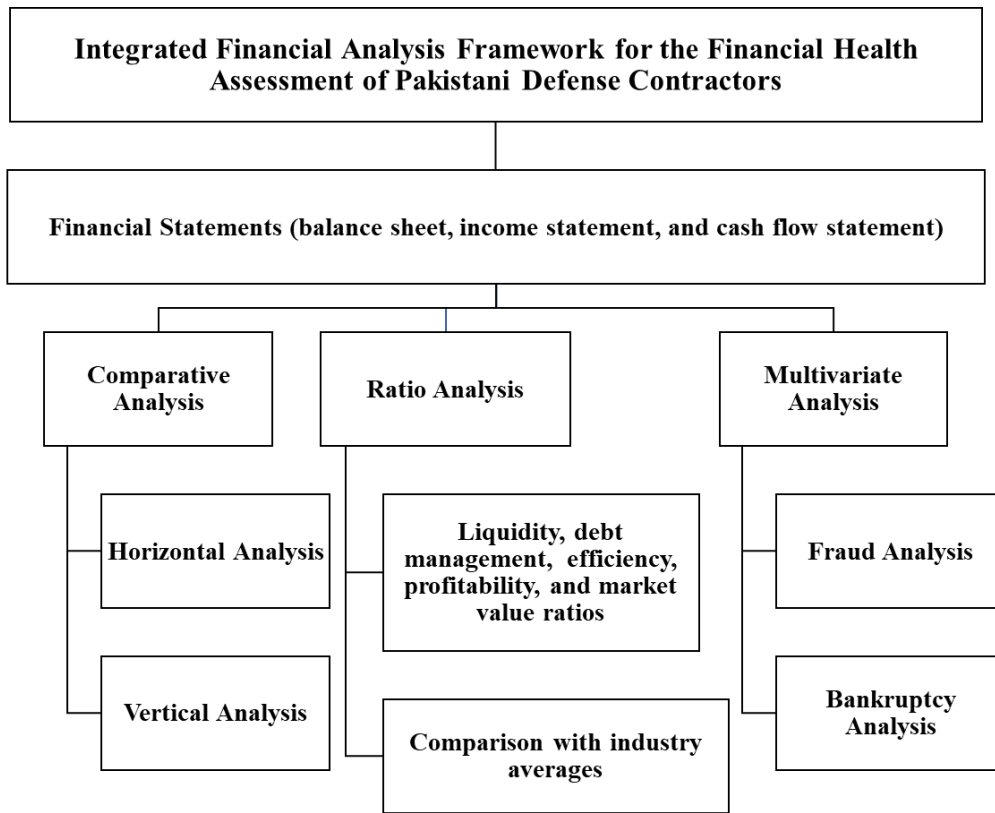 Integrated Financial Analysis Framework for the Financial Health
Assessment of Pakistani Defense Contractors
Financial Statements (balance sheet, income statement, and cash flow statement)
Comparative
Analysis
Horizontal Analysis
Vertical Analysis
Ratio Analysis
Liquidity, debt
management, efficiency,
profitability, and market
value ratios
Comparison with industry
averages
Multivariate
Analysis
Fraud Analysis
Bankruptcy
Analysis